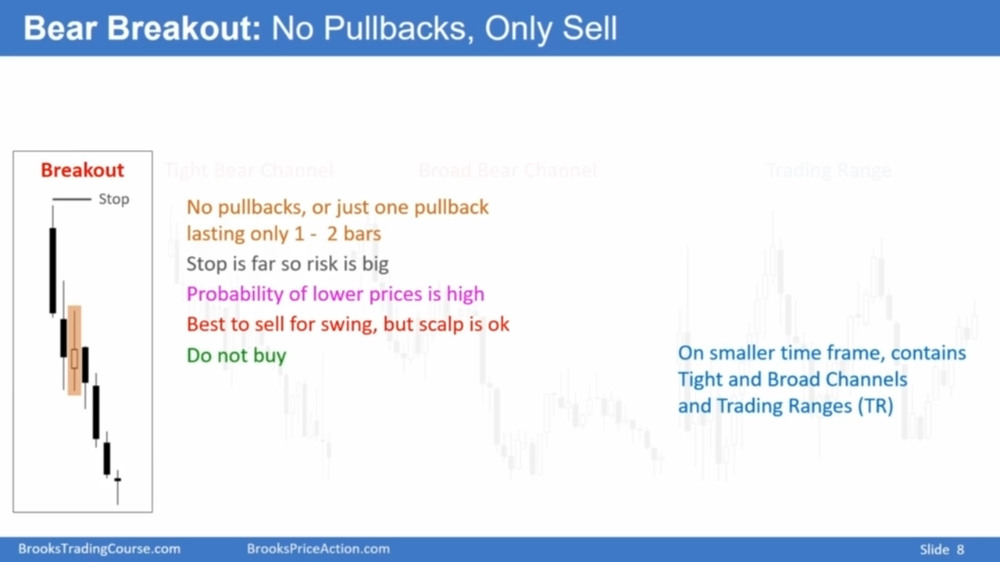 Bear Breakout: No Pullbacks, Only Sell
Breakout
Tight Bear Channel
Broad Bear Channel
Trading Range
Stop
No pullbacks, or just one pullback
lasting only 1 -  2 bars
Stop is far so risk is big
Probability of lower prices is high
Best to sell for swing, but scalp is ok
Do not buy
On smaller time frame, contains
Tight and Broad Channels
and Trading Ranges (TR)
BrooksTradingCourse.com
BrooksPriceAction.com
Slide  8